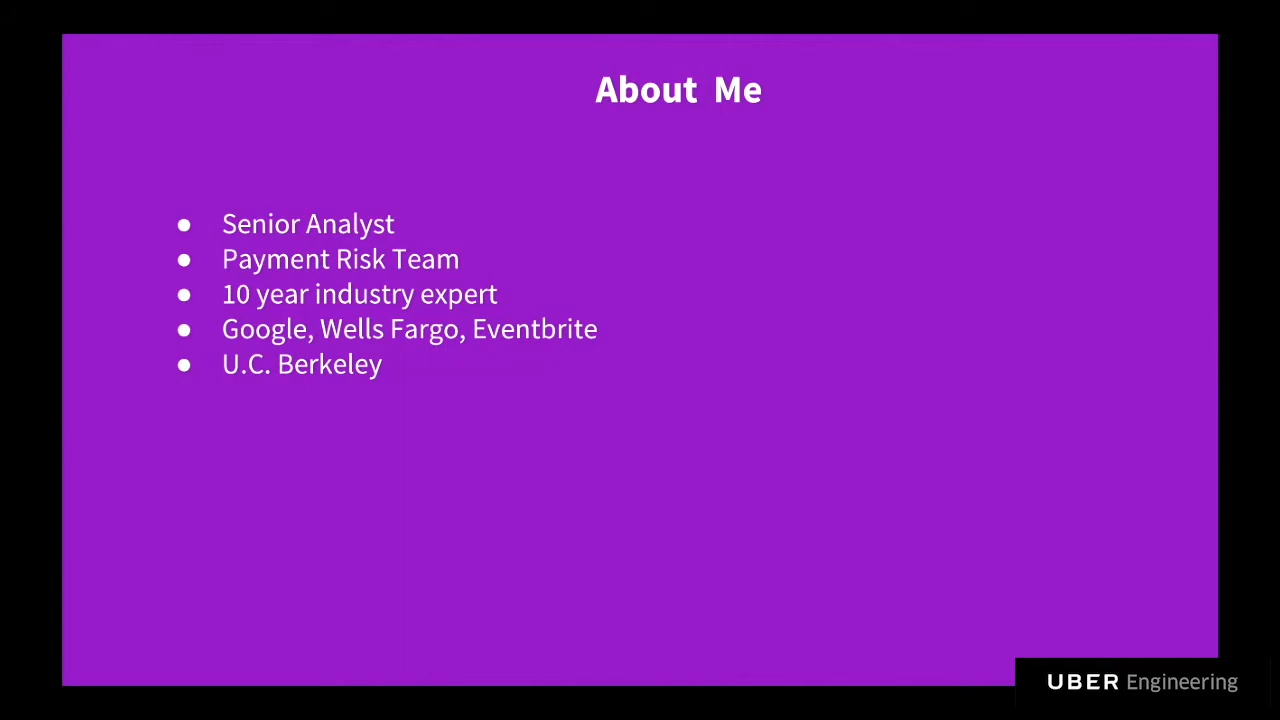 About Me
● Senior Analyst
● Payment Risk Team
● 10 year industry expert
● Google, Wells Fargo, Eventbrite
● U.C. Berkeley
UBER Engineering